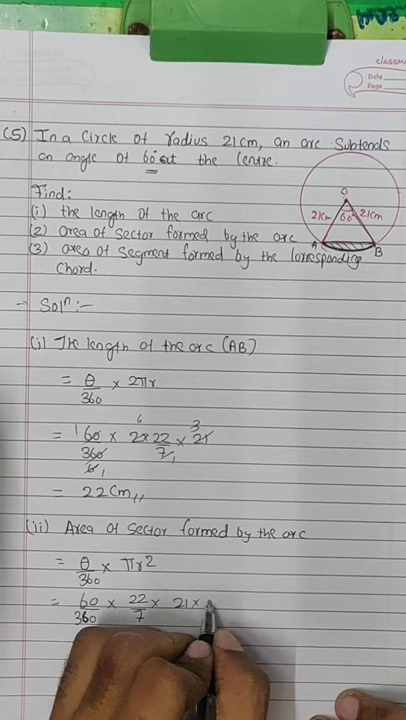 classma
Date
Page
(5) In a Circle of radius 21cm, an arc Subtends
an angle of 60° at the Centre.
Find:
(i) the length of the arc
(2) area of Sector formed by the arc
(3) area of Segment formed by the Corresponding
Chord.
O
21cm 60° 21cm
A B
→ Solⁿ:-
(i) The length of the arc (AB)
= θ/360 × 2πr
= 60/360 × 2×22/7 × 21
= 22cm,,
(ii) Area of Sector formed by the arc
= θ/360 × πr2
= 60/360 × 22/7 × 21×